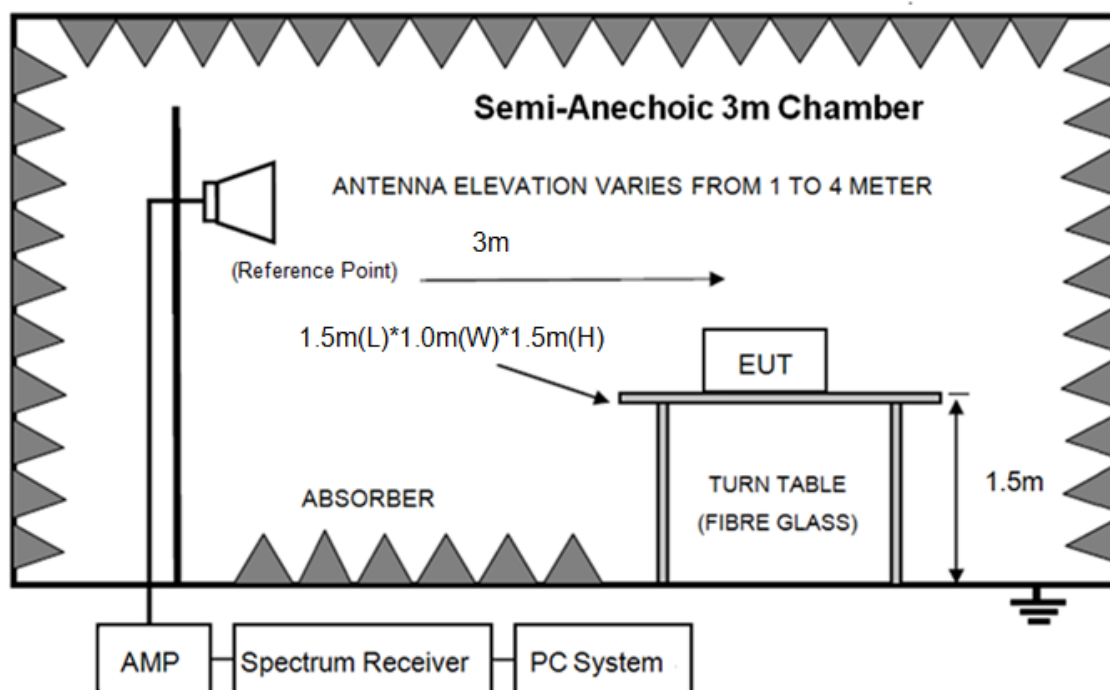 Semi-Anechoic 3m Chamber
ANTENNA ELEVATION VARIES FROM 1 TO 4 METER
3m
(Reference Point)
1.5m(L)*1.0m(W)*1.5m(H)
EUT
ABSORBER
TURN TABLE
(FIBRE GLASS)
1.5m
AMP
Spectrum Receiver
PC System